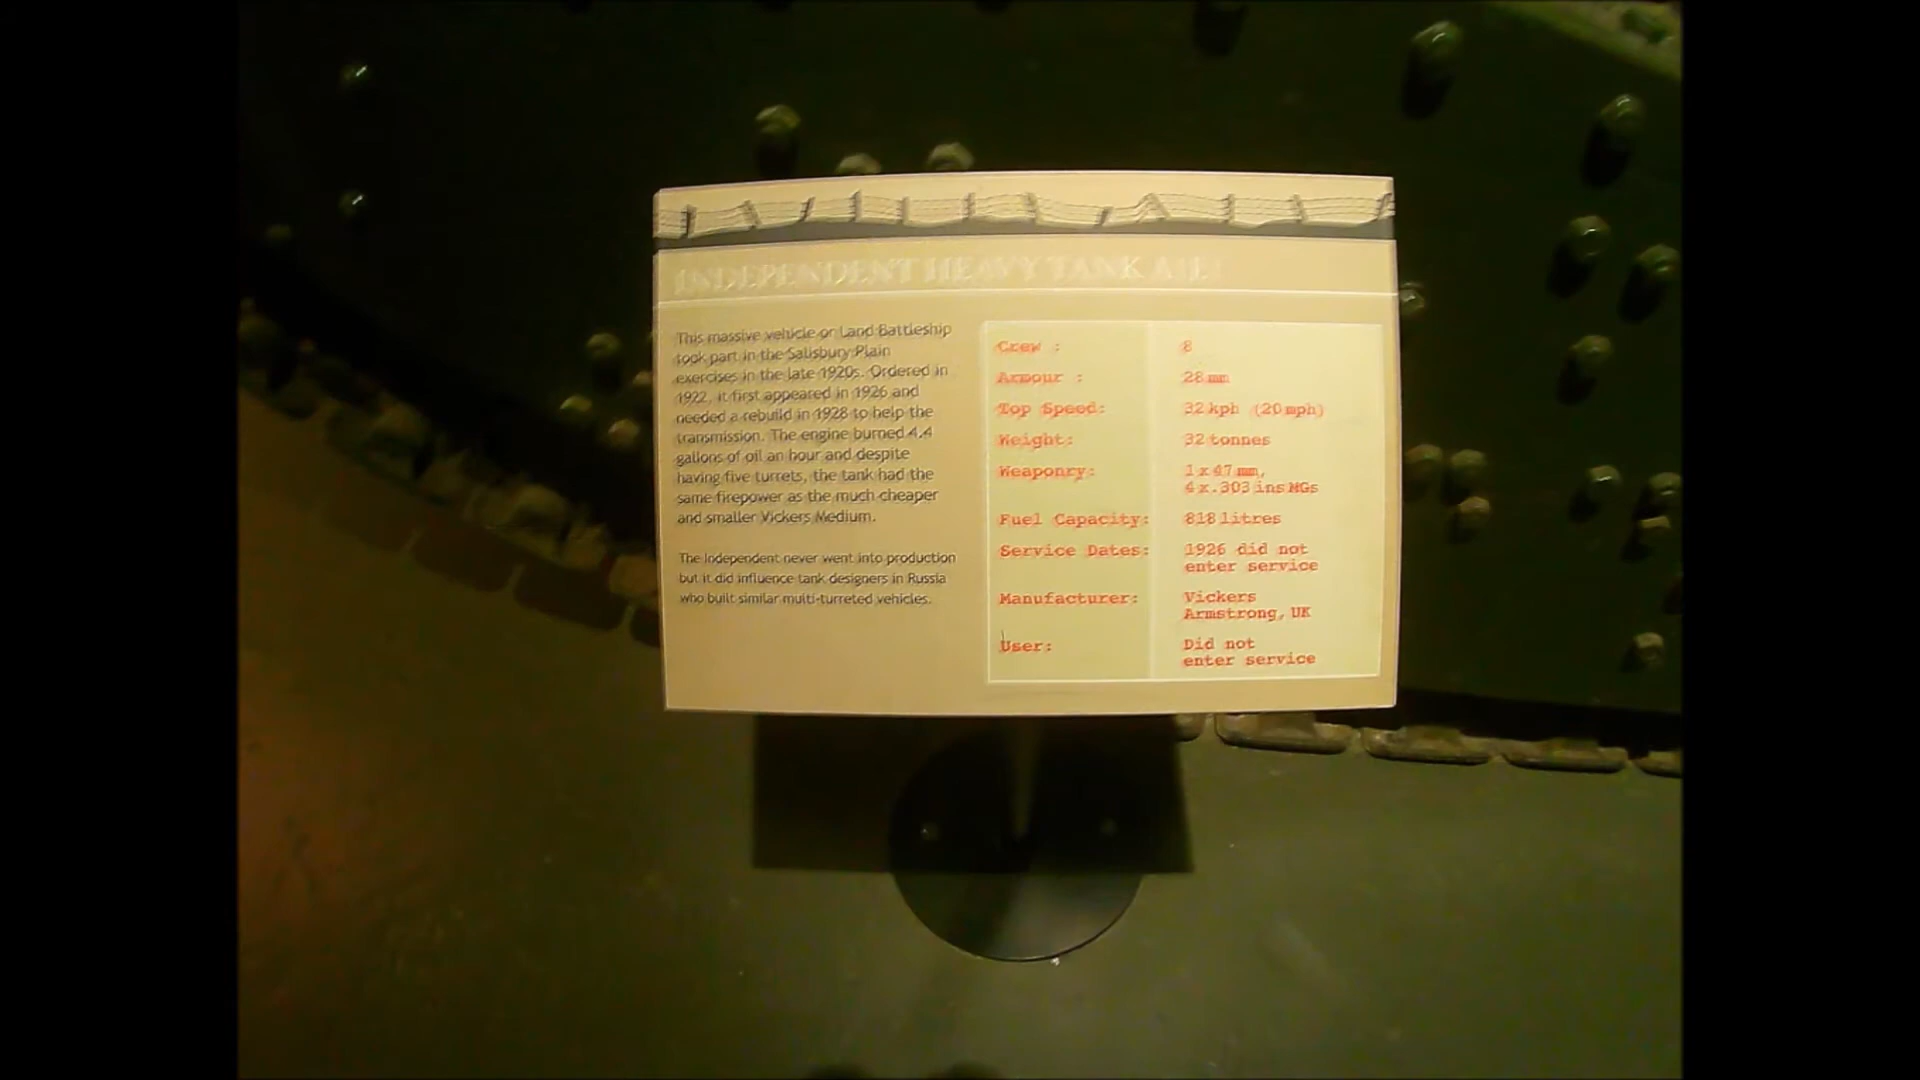 INDEPENDENT HEAVY TANK A1E1
This massive vehicle or Land Battleship
took part in the Salisbury Plain
exercises in the late 1920s. Ordered in
1922, it first appeared in 1926 and
needed a rebuild in 1928 to help the
transmission. The engine burned 4.4
gallons of oil an hour and despite
having five turrets, the tank had the
same firepower as the much cheaper
and smaller Vickers Medium.
The Independent never went into production
but it did influence tank designers in Russia
who built similar multi-turreted vehicles.
Crew : 8
Armour : 28 mm
Top Speed: 32 kph (20 mph)
Weight: 32 tonnes
Weaponry: 1 x 47 mm,
4 x .303 ins MGs
Fuel Capacity: 818 litres
Service Dates: 1926 did not
enter service
Manufacturer: Vickers
Armstrong, UK
User: Did not
enter service